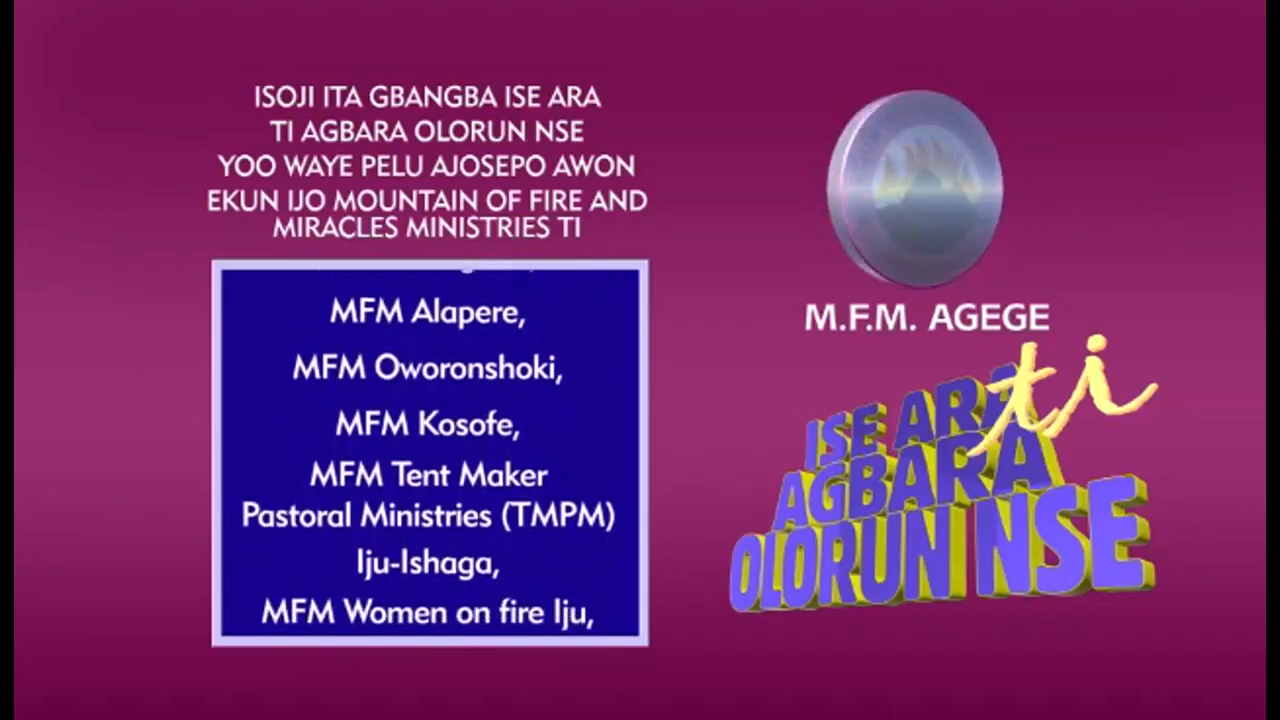 ISOJI ITA GBANGBA ISE ARA
TI AGBARA OLORUN NSE
YOO WAYE PELU AJOSEPO AWON
EKUN IJO MOUNTAIN OF FIRE AND
MIRACLES MINISTRIES TI
MFM Alapere,
MFM Oworonshoki,
MFM Kosofe,
MFM Tent Maker
Pastoral Ministries (TMPM)
Iju-Ishaga,
MFM Women on fire Iju,
M.F.M. AGEGE
ISE ARA ti
AGBARA
OLORUN NSE